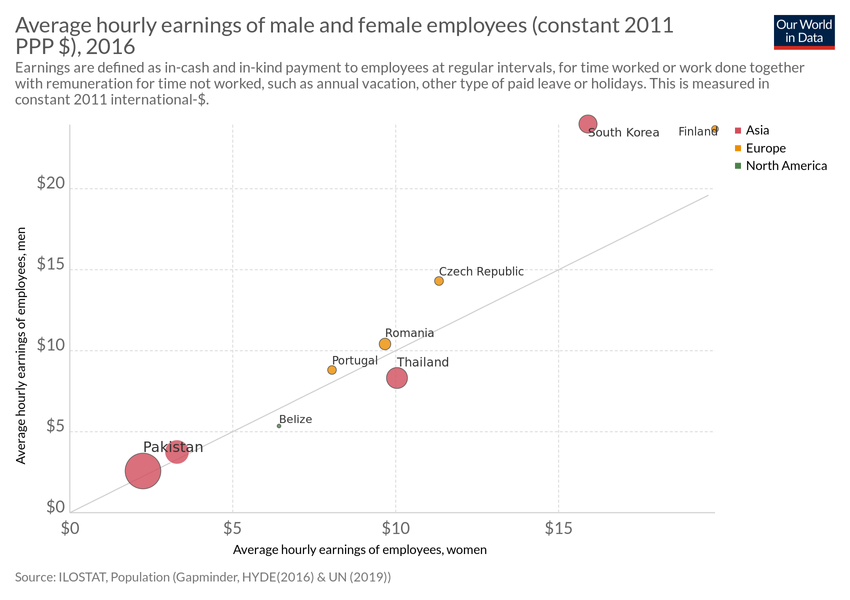 Average hourly earnings of male and female employees (constant 2011
PPP $), 2016
Our World
in Data
Earnings are defined as in-cash and in-kind payment to employees at regular intervals, for time worked or work done together
with remuneration for time not worked, such as annual vacation, other type of paid leave or holidays. This is measured in
constant 2011 international-$.
South Korea
Finland
Asia
Europe
North America
$20
$15
$10
$5
$0
Average hourly earnings of employees, men
Czech Republic
Romania
Portugal
Thailand
Belize
Pakistan
$0
$5
$10
$15
Average hourly earnings of employees, women
Source: ILOSTAT, Population (Gapminder, HYDE(2016) & UN (2019))